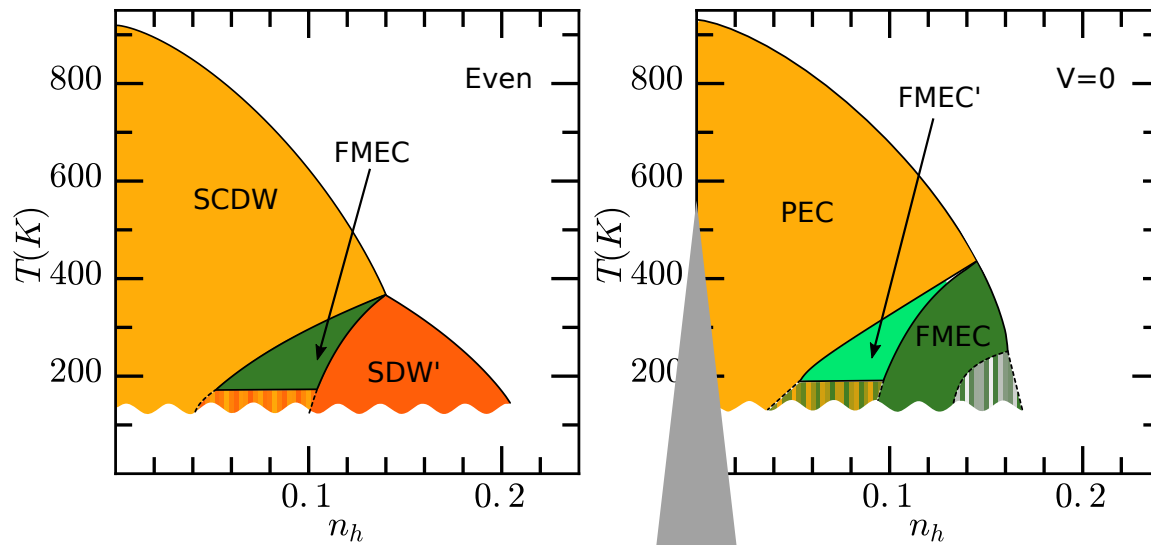 Even
V=0
800
600
400
200
T(K)
SCDW
FMEC
SDW'
0.1
0.2
n_h
800
600
400
200
T(K)
PEC
FMEC'
FMEC
0.1
0.2
n_h